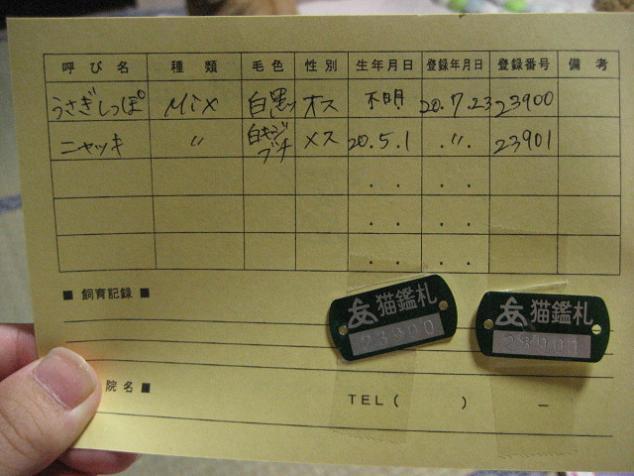 呼び名 種類 毛色 性別 生年月日 登録年月日 登録番号 備考
うさぎしっぽ MiX 白黒 オス 不明 20.7.23 23900
ニャッキ 〃 白キジブチ メス 20.5.1 .〃. 23901
■ 飼育記録 ■
猫鑑札 猫鑑札
23900
院名 ■ TEL( ) －